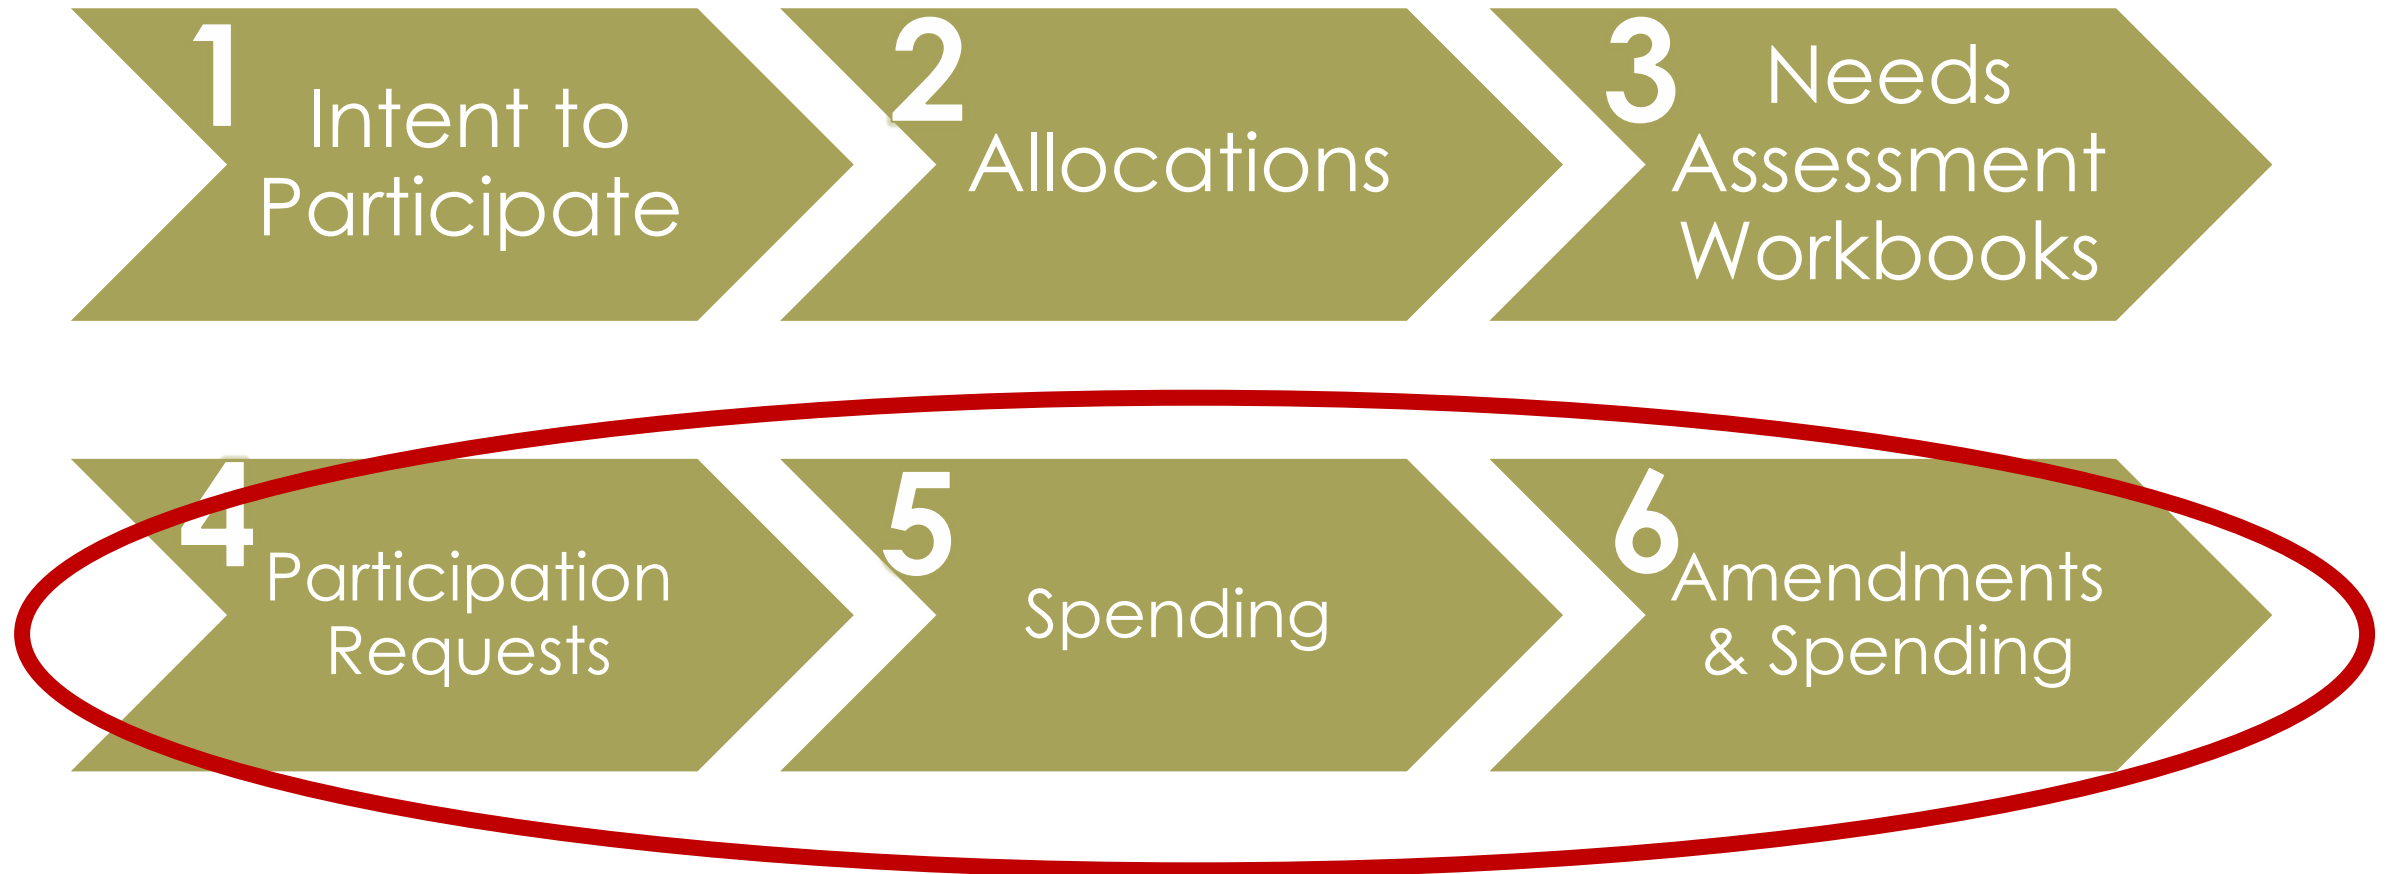 1
Intent to
Participate
2
Allocations
3
Needs
Assessment
Workbooks
4
Participation
Requests
5
Spending
6
Amendments
& Spending